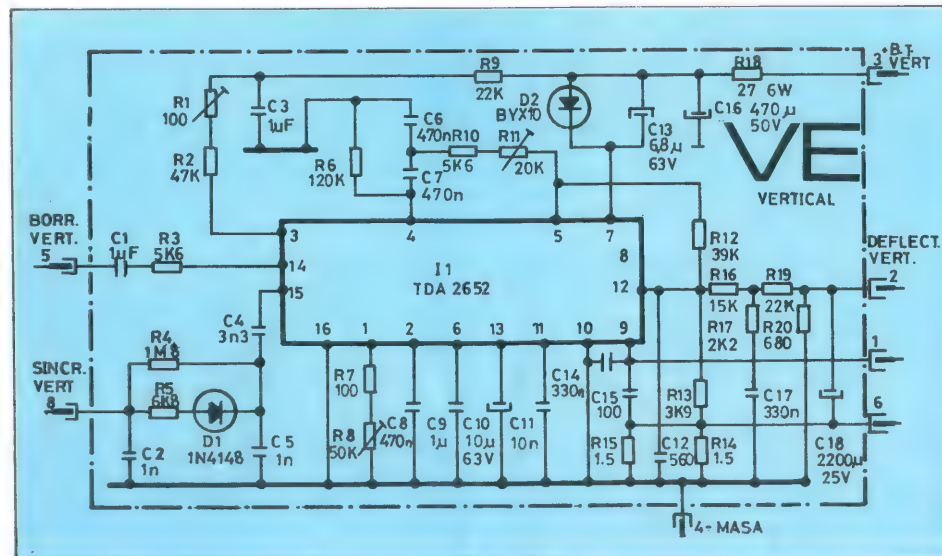 +B.T.
3 VERT
R18
27 6W
R9
22K
D2
BYX10
C16 470µ
50V
C13
6,8µ
63V
VE
VERTICAL
R1
100
C3
1µF
C6
470n
R10
5K6
R11
20K
R2
47K
R6
120K
C7
470n
R12
39K
BORR.
VERT.
5
C1
1µF
R3
5K6
3
4
5
7
14
8
15
12
I1
TDA 2652
16 1 2 6 13 11 10 9
R16
15K
R19
22K
DEFLECT.
VERT.
2
R17
2K2
R20
680
C4
3n3
R4
1M8
SINCR.
VERT
8
R5
6K8
D1
1N4148
C2
1n
C5
1n
R7
100
R8
50K
C8
470n
C9
1µ
C10
10µ
63V
C11
10n
C14
330n
C15
100
R13
3K9
C17
330n
1
6
R15
1.5
C12
560
R14
1.5
C18
2200µ
25V
4-MASA